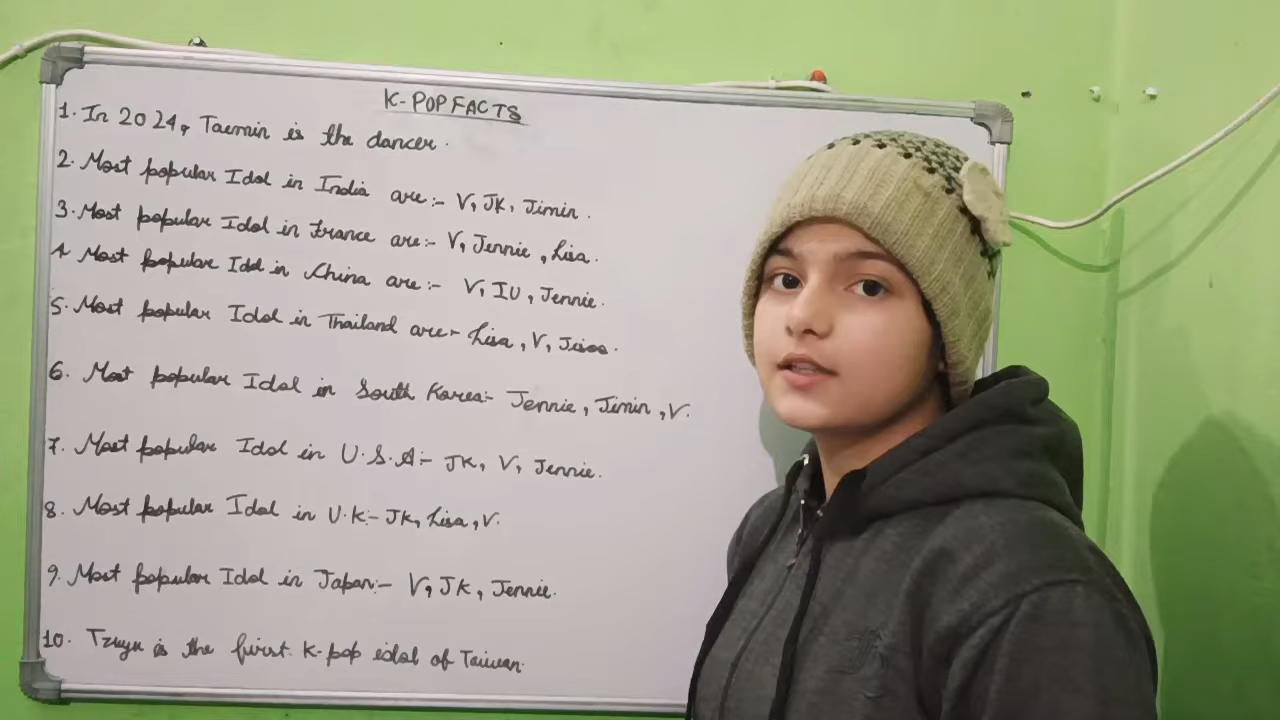 K-POP FACTS
1. In 2024, Taemin is the dancer.
2. Most popular Idol in India are:- V, JK, Jimin.
3. Most popular Idol in France are:- V, Jennie, Lisa.
4 Most popular Idol in China are:- V, IU, Jennie.
5. Most popular Idol in Thailand are- Lisa, V, Jisoo.
6. Most popular Idol in South Korea:- Jennie, Jimin, V.
7. Most popular Idol in U.S.A:- JK, V, Jennie.
8. Most popular Idol in U.K:- JK, Lisa, V.
9. Most popular Idol in Japan:- V, JK, Jennie.
10. Tzuyu is the first K-pop idol of Taiwan.